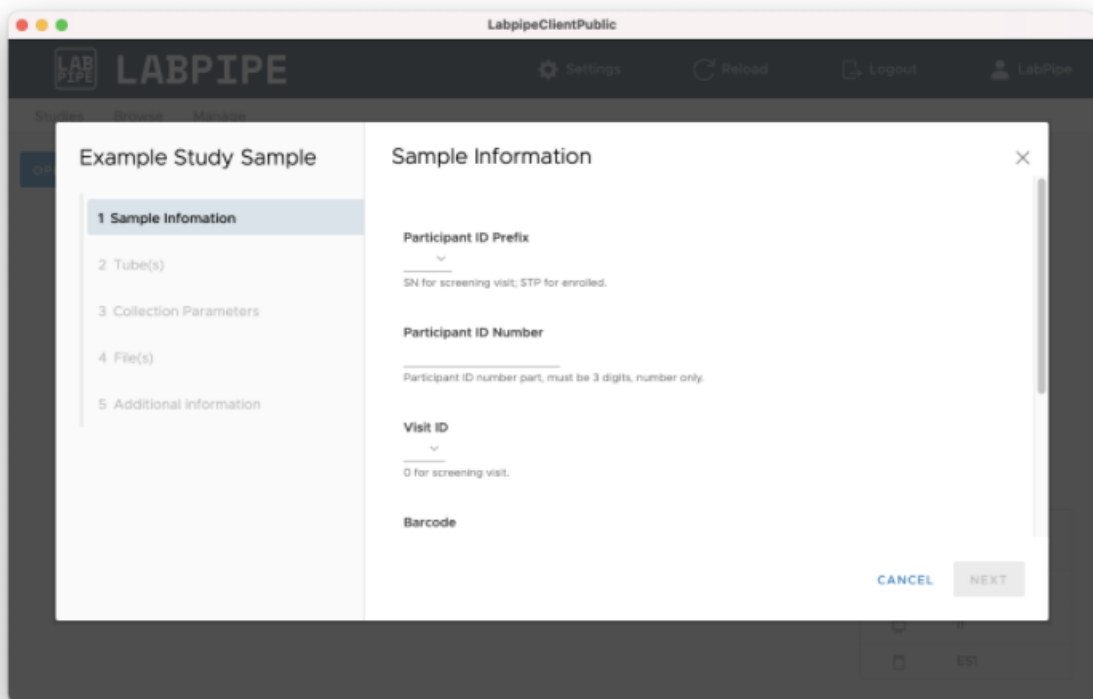 LabpipeClientPublic
LAB PIPE LABPIPE Settings Reload Logout LabPipe
Studies Browse Manage
Example Study Sample
1 Sample Infomation
2 Tube(s)
3 Collection Parameters
4 File(s)
5 Additional information
Sample Information
Participant ID Prefix
SN for screening visit; STP for enrolled.
Participant ID Number
Participant ID number part, must be 3 digits, number only.
Visit ID
0 for screening visit.
Barcode
CANCEL NEXT
ES1